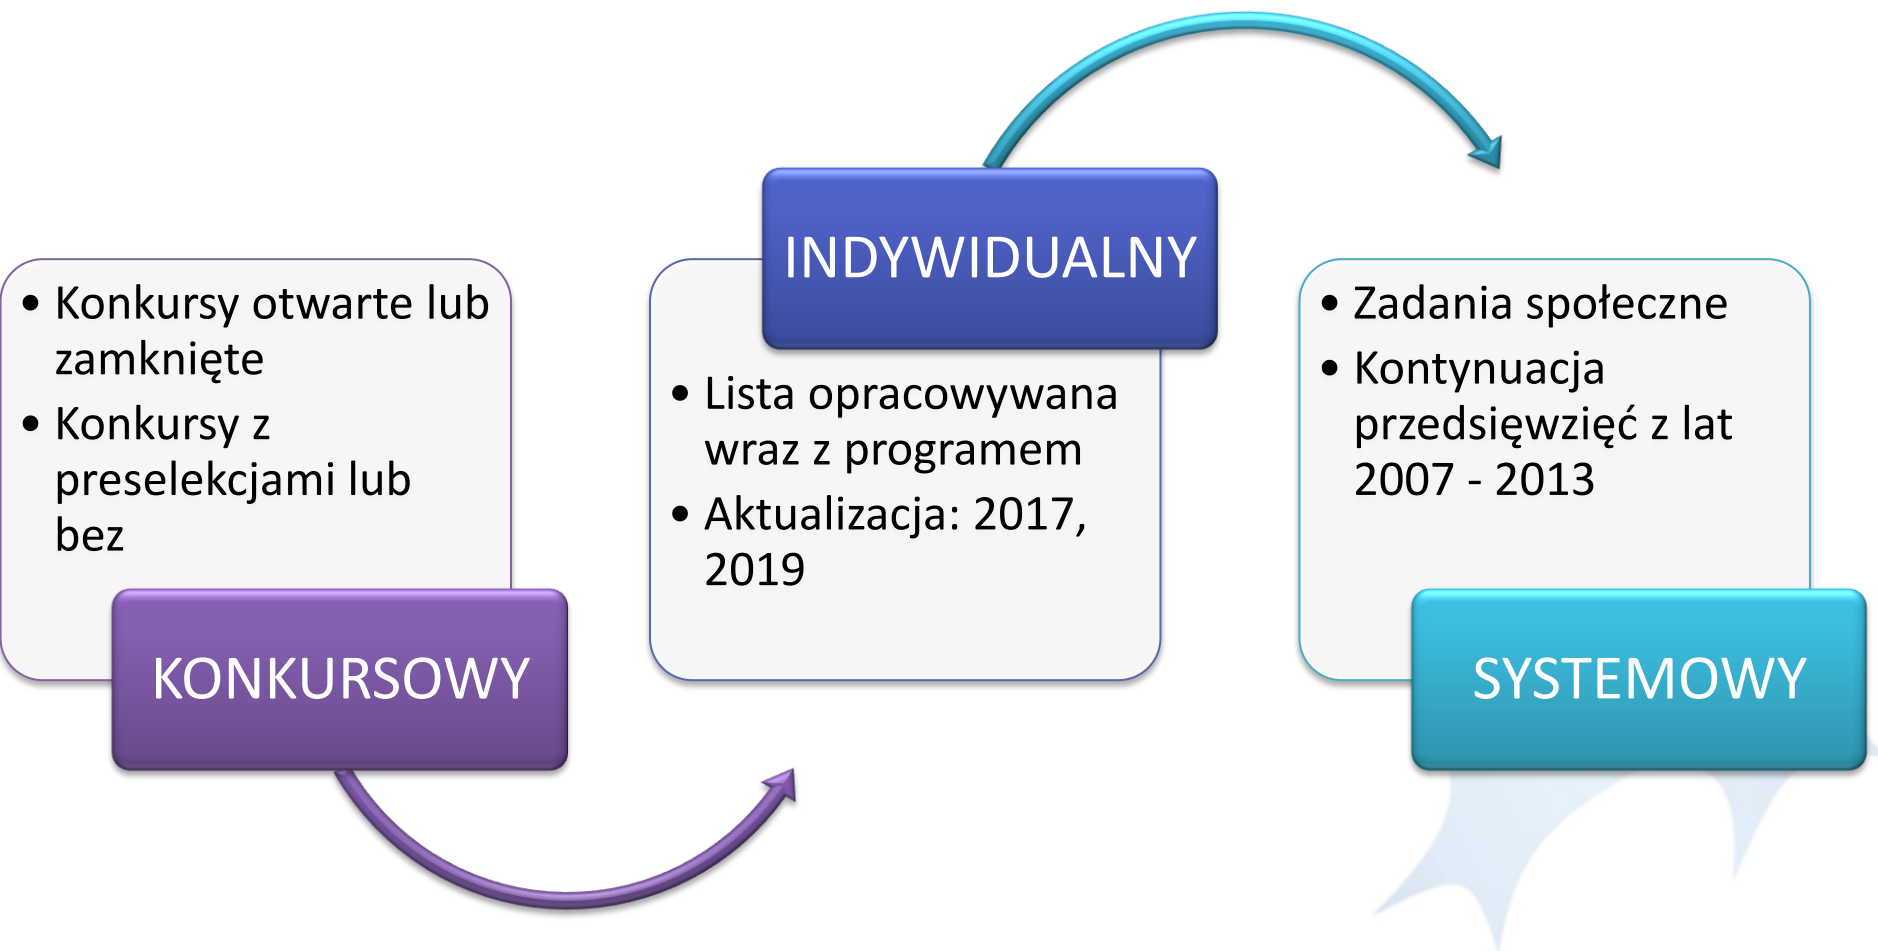 • Konkursy otwarte lub
zamknięte
• Konkursy z
preselekcjami lub
bez
KONKURSOWY
INDYWIDUALNY
• Lista opracowywana
wraz z programem
• Aktualizacja: 2017,
2019
• Zadania społeczne
• Kontynuacja
przedsięwzięć z lat
2007 - 2013
SYSTEMOWY